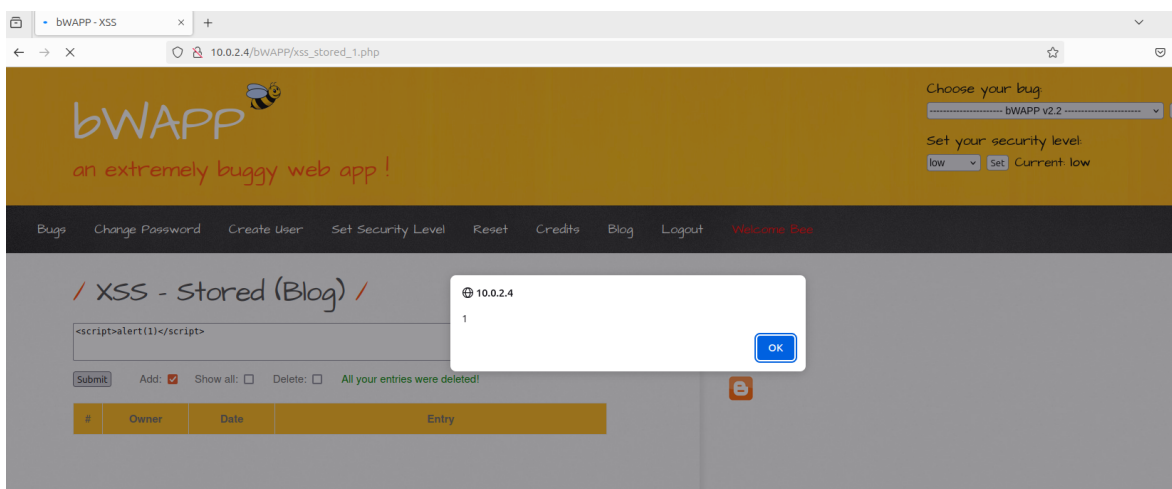 bWAPP - XSS
10.0.2.4/bWAPP/xss_stored_1.php
bWAPP
an extremely buggy web app !
Choose your bug:
---------------------- bWAPP v2.2 ----------------------
Set your security level:
low Set Current: low
Bugs Change Password Create User Set Security Level Reset Credits Blog Logout Welcome Bee
/ XSS - Stored (Blog) /
10.0.2.4
1
OK
<script>alert(1)</script>
Submit Add: Show all: Delete: All your entries were deleted!
# Owner Date Entry